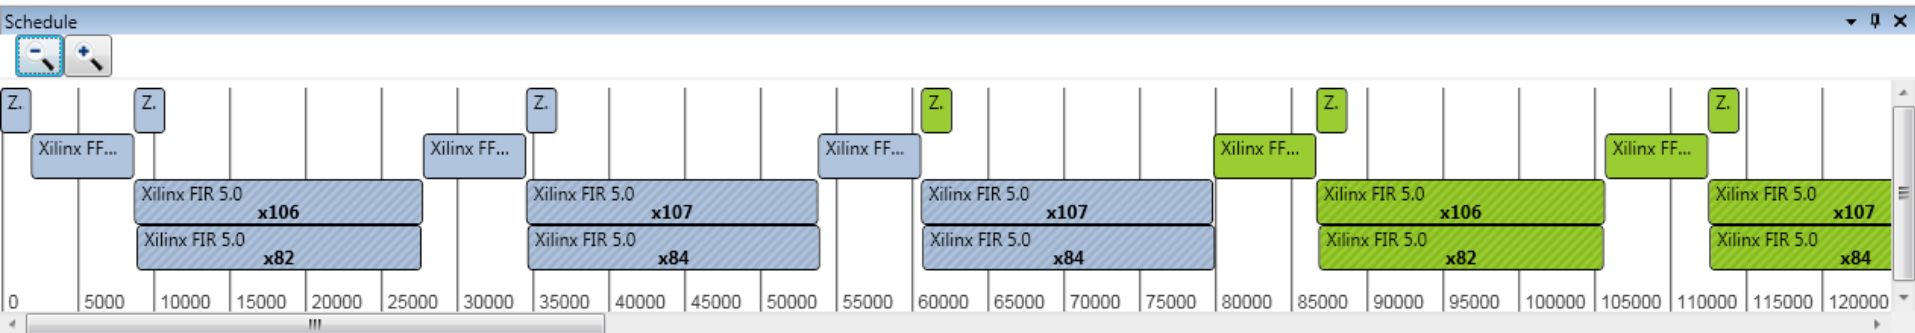 Schedule
Z. Z. Z. Z. Z. Z.
Xilinx FF... Xilinx FF... Xilinx FF... Xilinx FF... Xilinx FF...
Xilinx FIR 5.0 Xilinx FIR 5.0 Xilinx FIR 5.0 Xilinx FIR 5.0 Xilinx FIR 5.0
x106 x107 x107 x106 x107
Xilinx FIR 5.0 Xilinx FIR 5.0 Xilinx FIR 5.0 Xilinx FIR 5.0 Xilinx FIR 5.0
x82 x84 x84 x82 x84
0 5000 10000 15000 20000 25000 30000 35000 40000 45000 50000 55000 60000 65000 70000 75000 80000 85000 90000 95000 100000 105000 110000 115000 120000